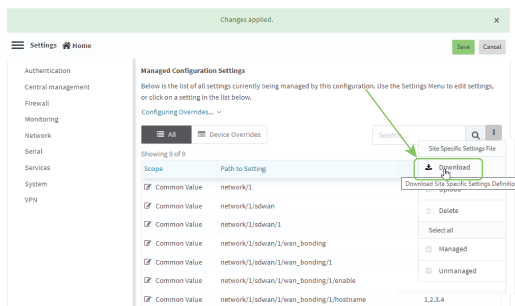 Changes applied.
×
Settings Home
Save Cancel
Authentication
Central management
Firewall
Monitoring
Network
Serial
Services
System
VPN
Managed Configuration Settings
Below is the list of all settings currently being managed by this configuration. Use the Settings Menu to edit settings,
or click on a setting in the list below.
Configuring Overrides...
All Device Overrides
Search...
Showing 9 of 9
Scope Path to Setting
Common Value network/1
Common Value network/1/sdwan
Common Value network/1/sdwan/1
Common Value network/1/sdwan/1/wan_bonding
Common Value network/1/sdwan/1/wan_bonding/1
Common Value network/1/sdwan/1/wan_bonding/1/enable
Common Value network/1/sdwan/1/wan_bonding/1/hostname 1.2.3.4
Site Specific Settings File
Download
Download Site Specific Settings Definitio
Upload
Delete
Select all
Managed
Unmanaged